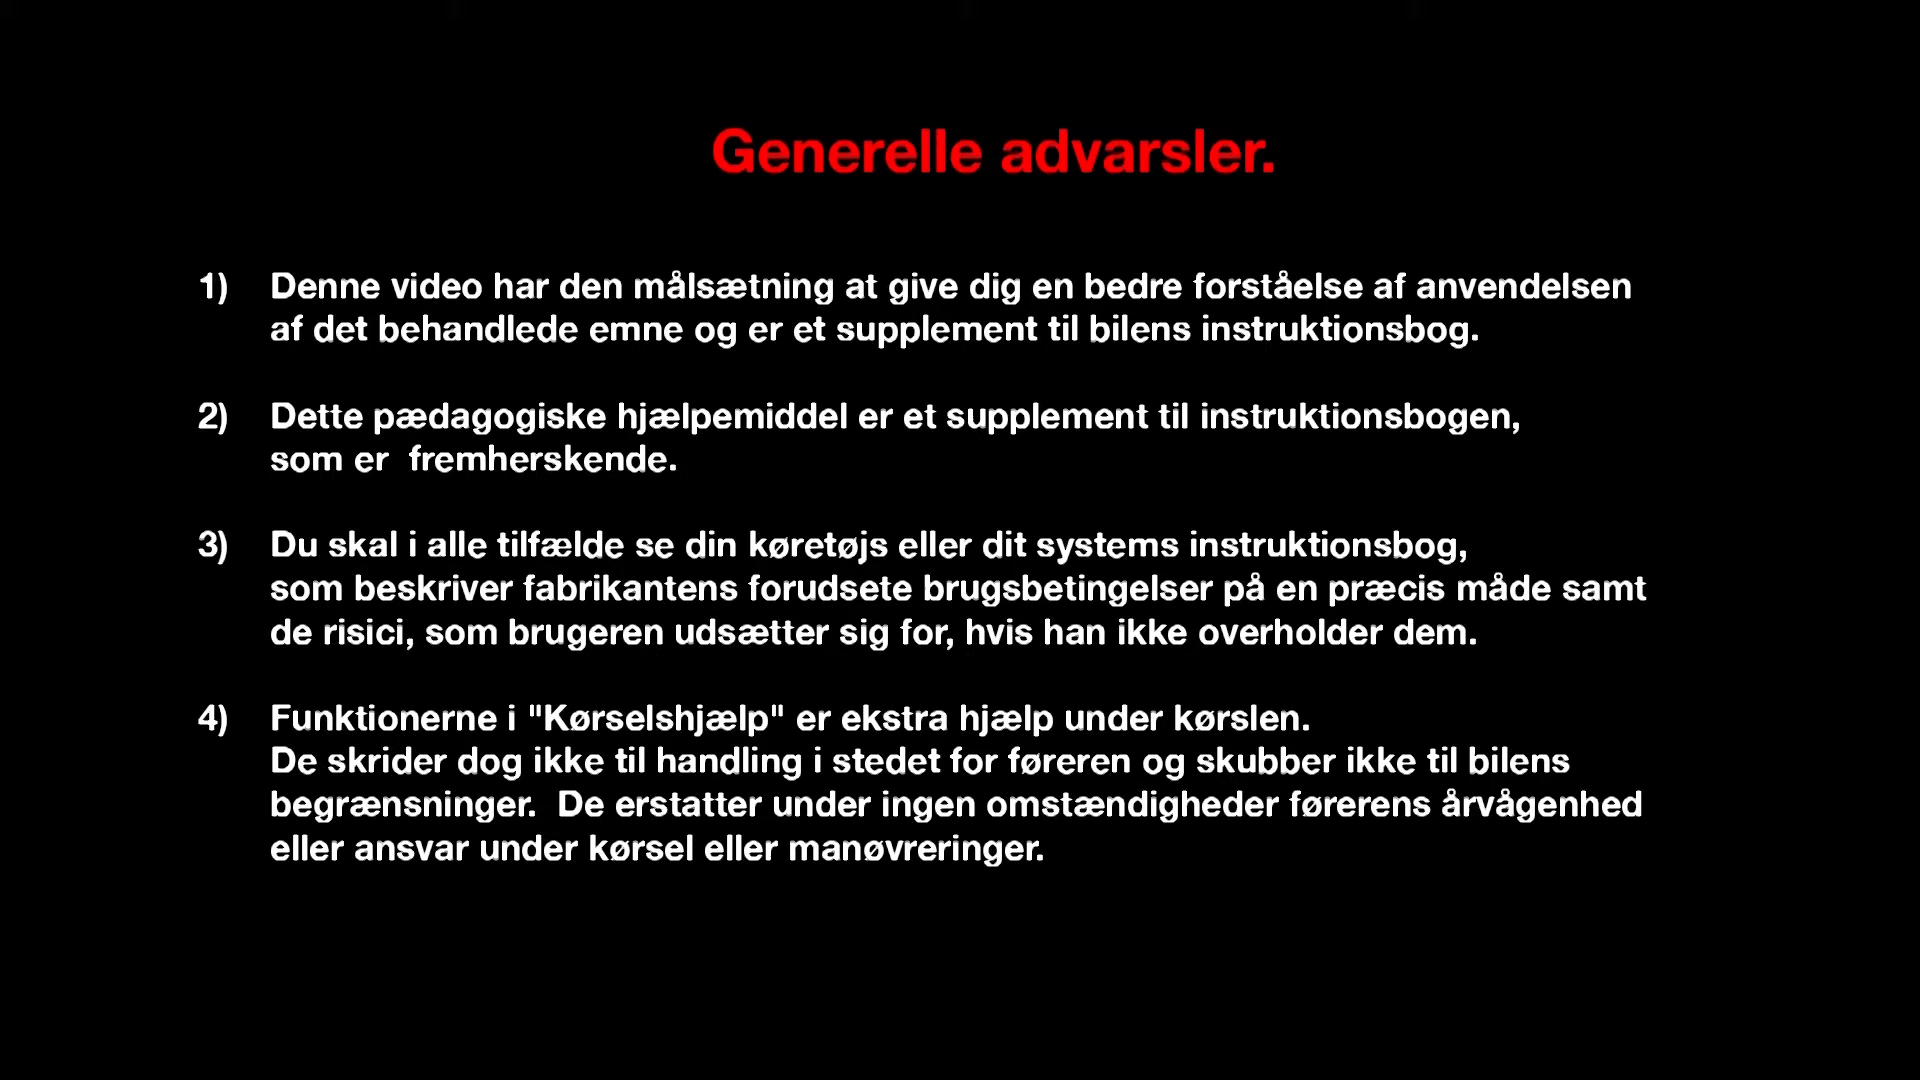 Generelle advarsler.
1) Denne video har den målsætning at give dig en bedre forståelse af anvendelsen
af det behandlede emne og er et supplement til bilens instruktionsbog.
2) Dette pædagogiske hjælpemiddel er et supplement til instruktionsbogen,
som er  fremherskende.
3) Du skal i alle tilfælde se din køretøjs eller dit systems instruktionsbog,
som beskriver fabrikantens forudsete brugsbetingelser på en præcis måde samt
de risici, som brugeren udsætter sig for, hvis han ikke overholder dem.
4) Funktionerne i "Kørselshjælp" er ekstra hjælp under kørslen.
De skrider dog ikke til handling i stedet for føreren og skubber ikke til bilens
begrænsninger.  De erstatter under ingen omstændigheder førerens årvågenhed
eller ansvar under kørsel eller manøvreringer.